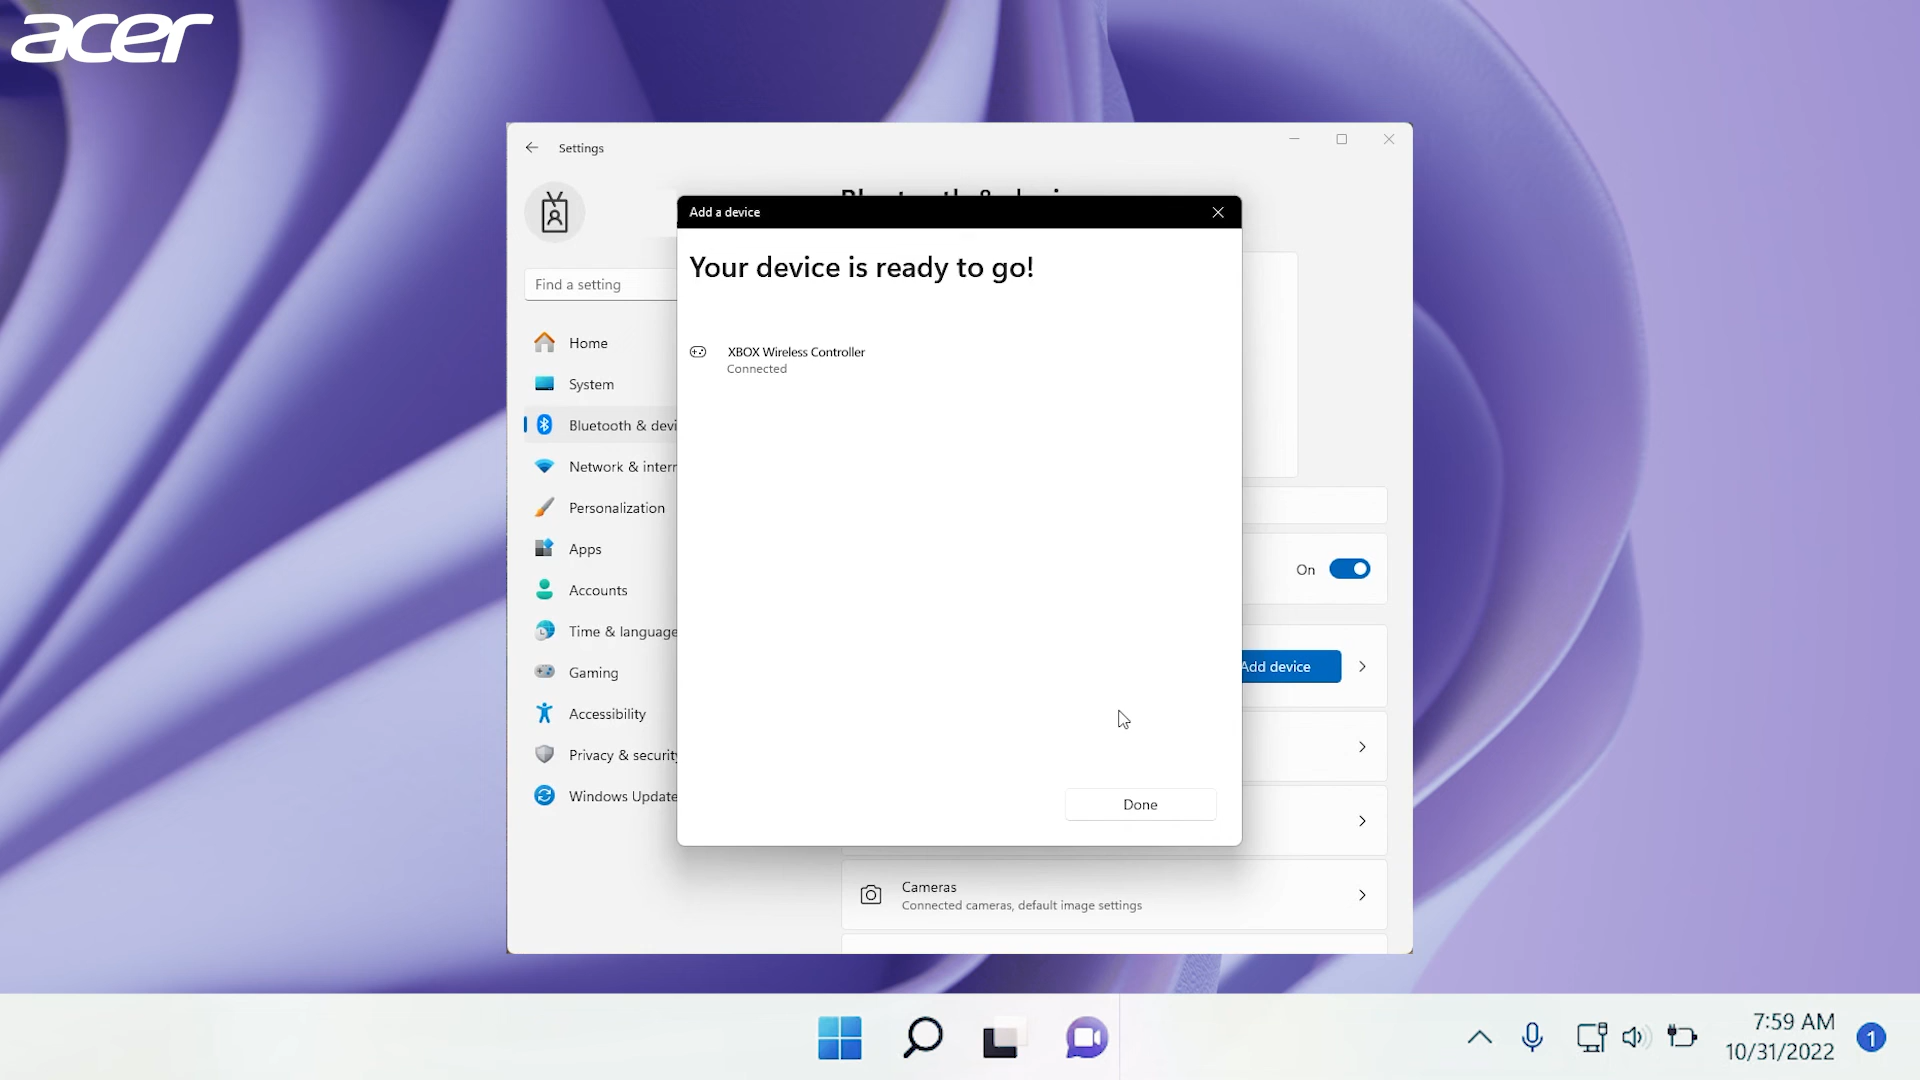 acer
Settings
Add a device
Your device is ready to go!
XBOX Wireless Controller
Connected
Done
Find a setting
Home
System
Bluetooth & devi
Network & intern
Personalization
Apps
Accounts
Time & language
Gaming
Accessibility
Privacy & security
Windows Update
On
Add device
Cameras
Connected cameras, default image settings
7:59 AM
10/31/2022
1